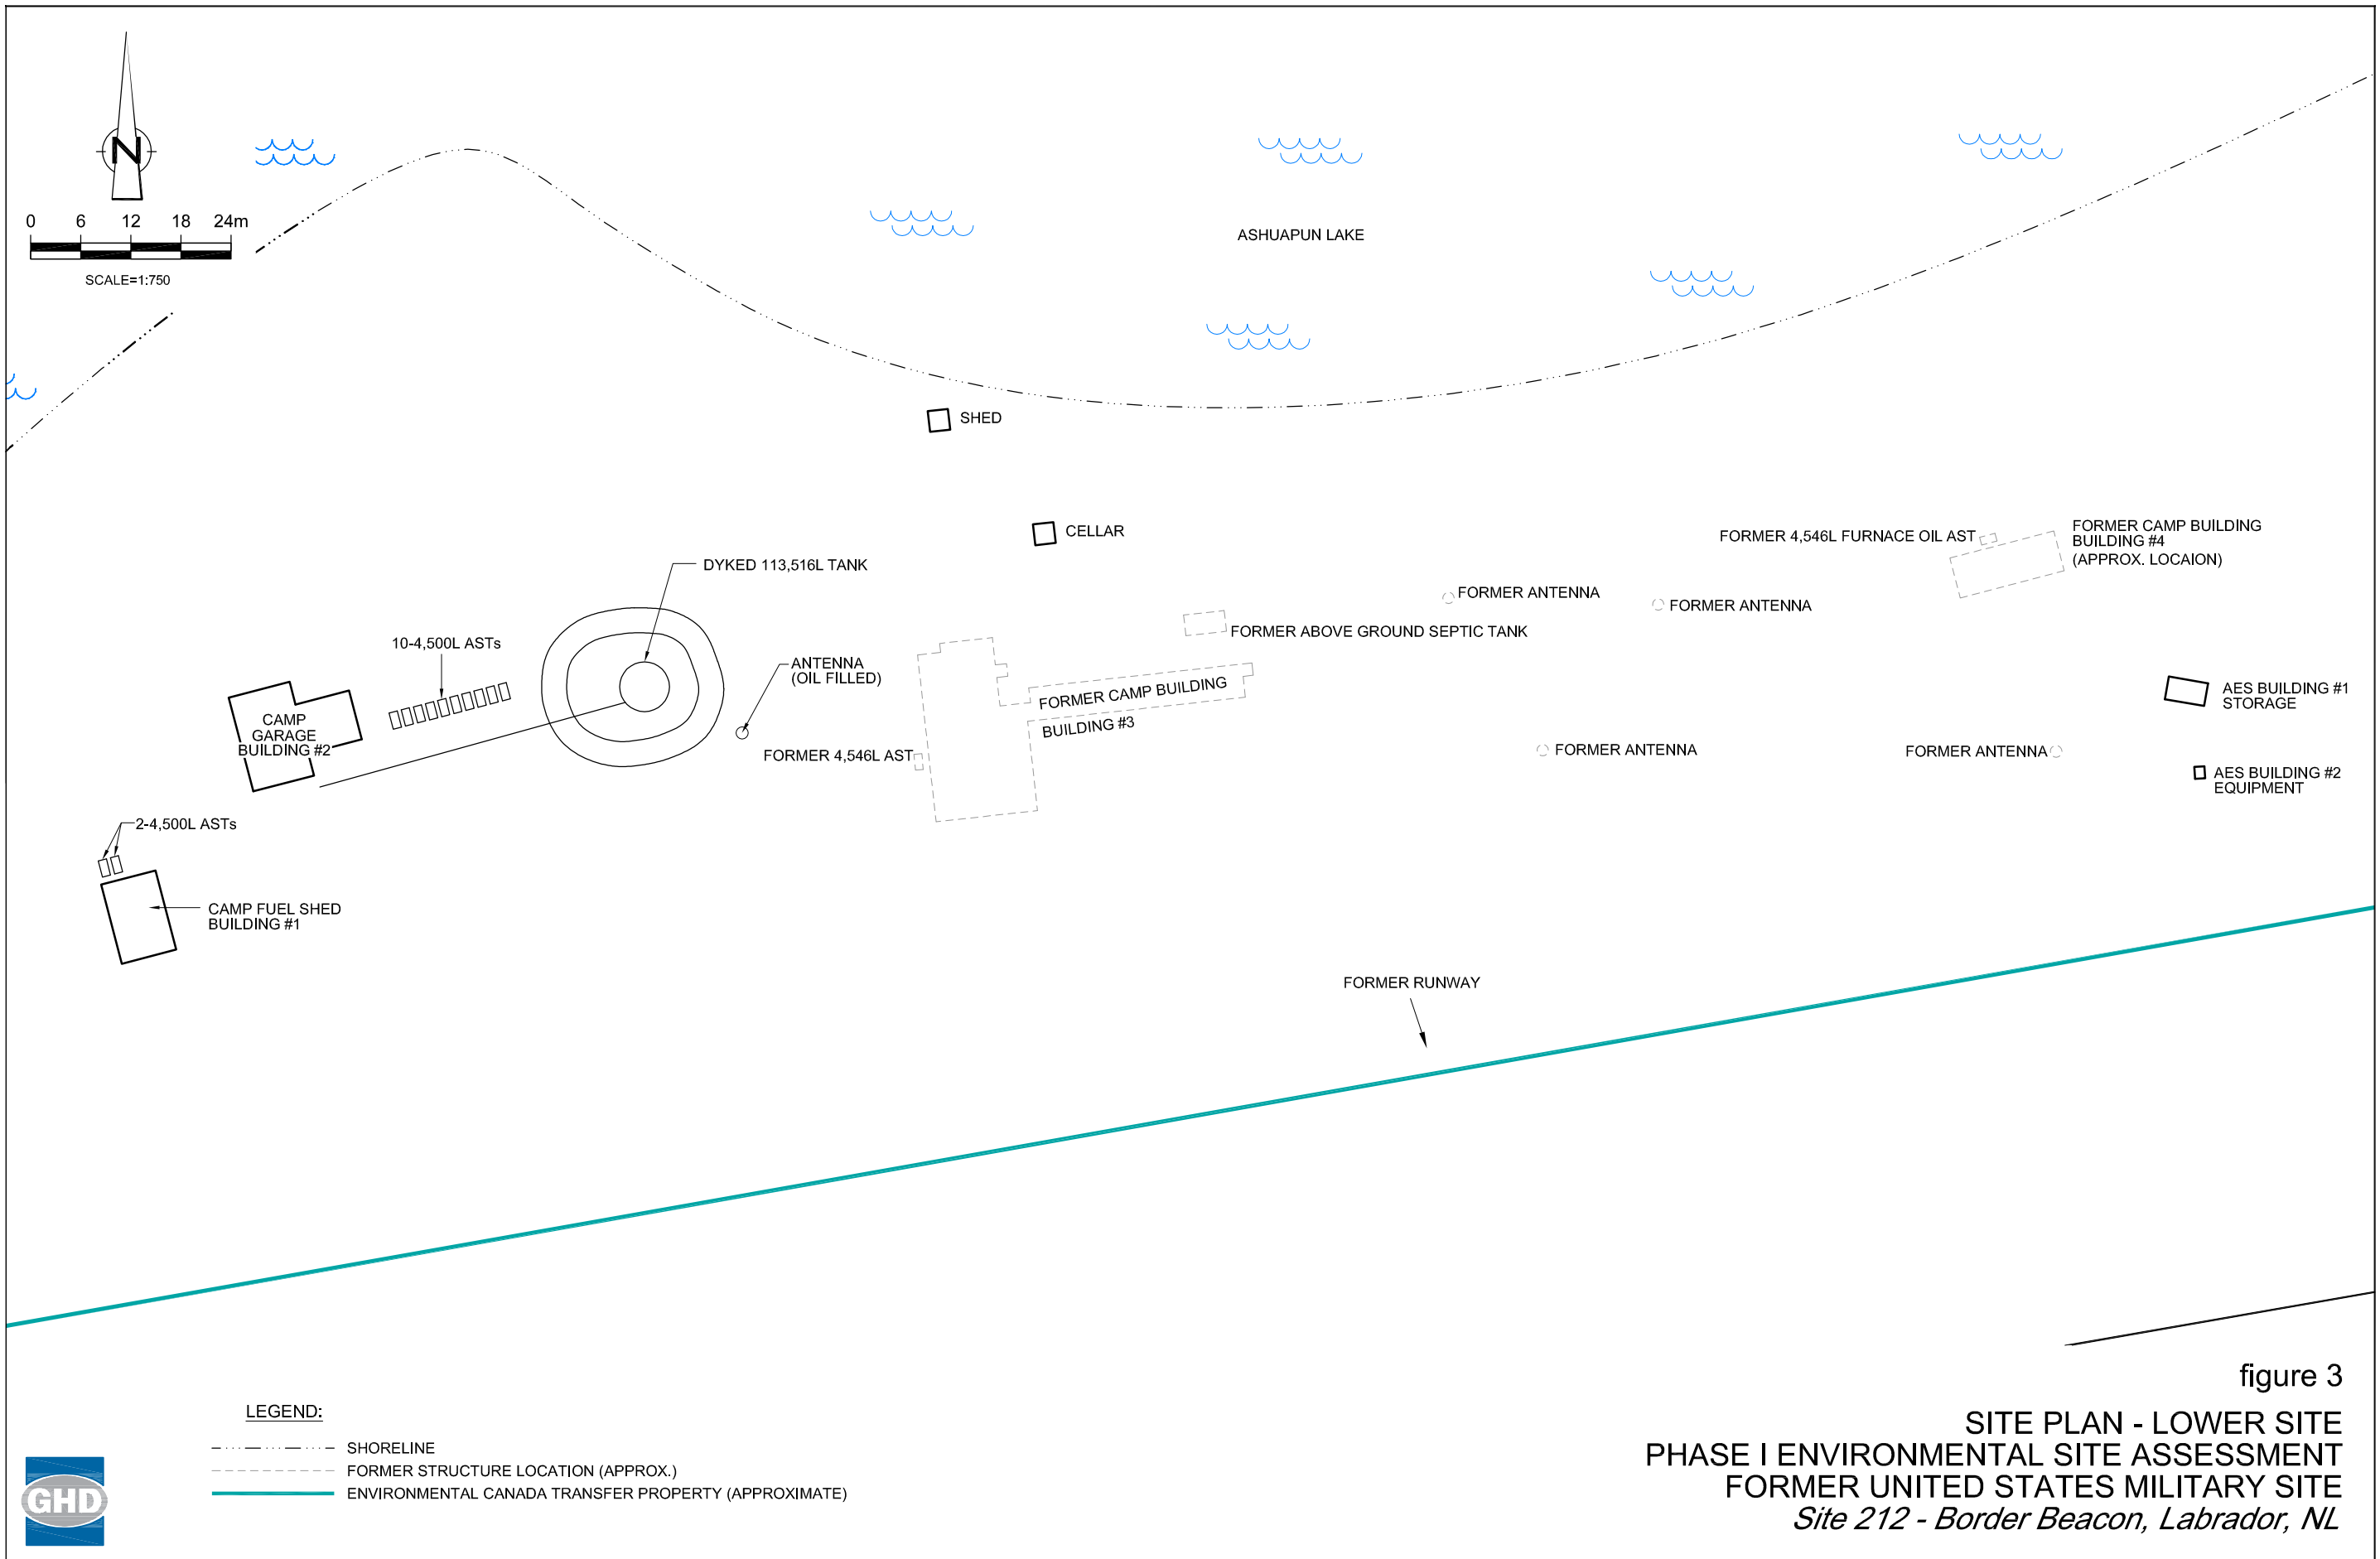 N
0 6 12 18 24m
SCALE=1:750
ASHUAPUN LAKE
SHED
CELLAR
DYKED 113,516L TANK
10-4,500L ASTs
ANTENNA
(OIL FILLED)
CAMP
GARAGE
BUILDING #2
2-4,500L ASTs
CAMP FUEL SHED
BUILDING #1
FORMER 4,546L AST
FORMER CAMP BUILDING
BUILDING #3
FORMER ABOVE GROUND SEPTIC TANK
FORMER ANTENNA
FORMER ANTENNA
FORMER 4,546L FURNACE OIL AST
FORMER CAMP BUILDING
BUILDING #4
(APPROX. LOCAION)
FORMER ANTENNA
FORMER ANTENNA
AES BUILDING #1
STORAGE
AES BUILDING #2
EQUIPMENT
FORMER RUNWAY
LEGEND:
SHORELINE
FORMER STRUCTURE LOCATION (APPROX.)
ENVIRONMENTAL CANADA TRANSFER PROPERTY (APPROXIMATE)
GHD
figure 3
SITE PLAN - LOWER SITE
PHASE I ENVIRONMENTAL SITE ASSESSMENT
FORMER UNITED STATES MILITARY SITE
Site 212 - Border Beacon, Labrador, NL